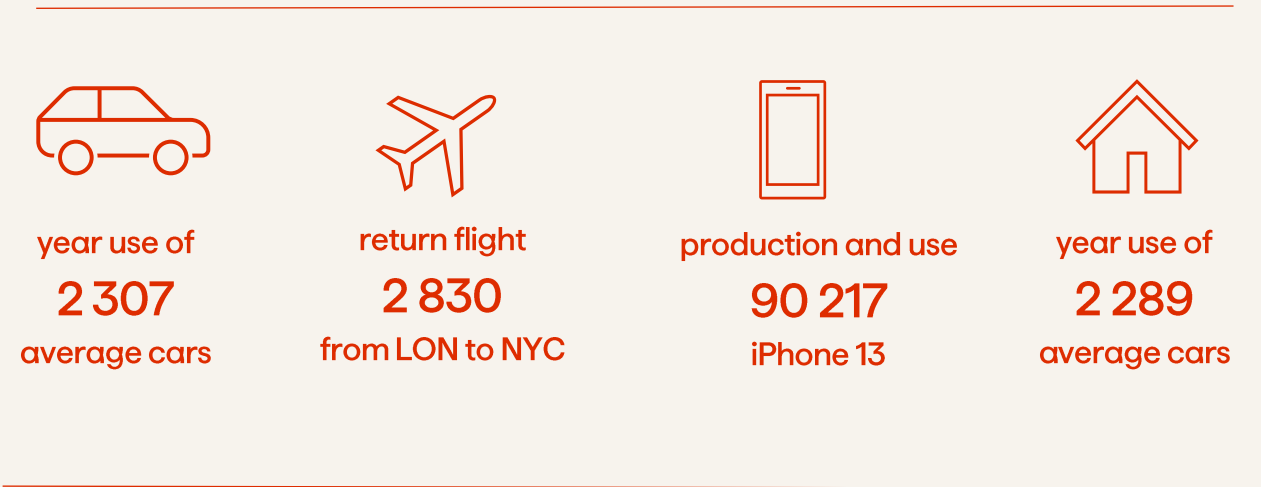 year use of
2 307
average cars
return flight
2 830
from LON to NYC
production and use
90 217
iPhone 13
year use of
2 289
average cars